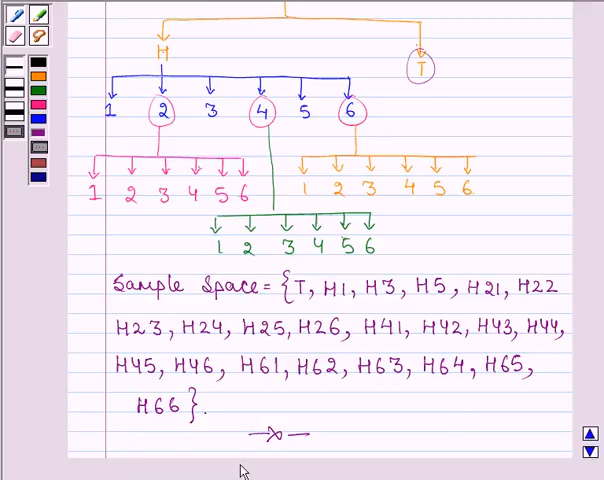 H
T
1 2 3 4 5 6
1 2 3 4 5 6
1 2 3 4 5 6
1 2 3 4 5 6
Sample Space = {T, H1, H3, H5, H21, H22
H23, H24, H25, H26, H41, H42, H43, H44,
H45, H46, H61, H62, H63, H64, H65,
H66}.